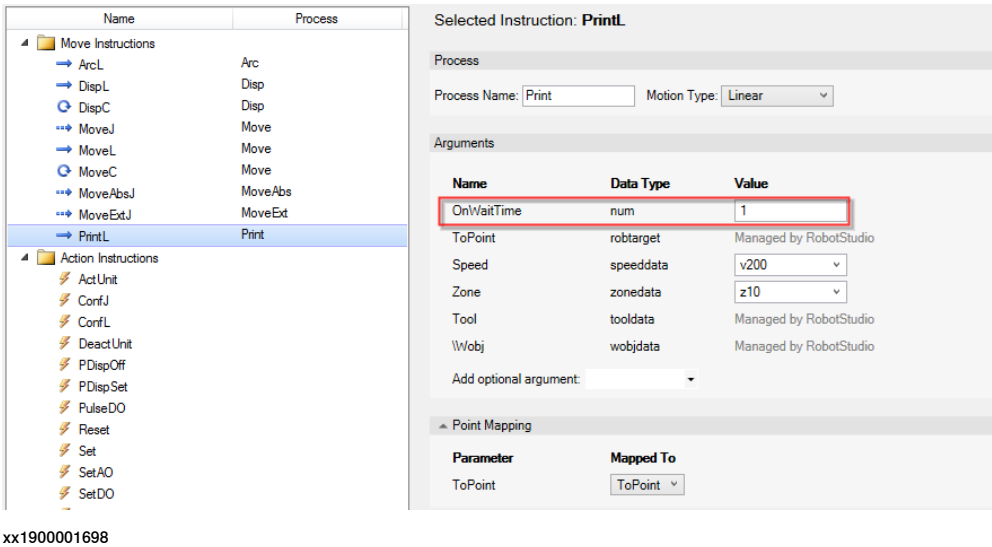 Name Process
Move Instructions
ArcL Arc
DispL Disp
DispC Disp
MoveJ Move
MoveL Move
MoveC Move
MoveAbsJ MoveAbs
MoveExtJ MoveExt
PrintL Print
Action Instructions
ActUnit
ConfJ
ConfL
DeactUnit
PDispOff
PDispSet
PulseDO
Reset
Set
SetAO
SetDO
Selected Instruction: PrintL
Process
Process Name: Print Motion Type: Linear
Arguments
Name Data Type Value
OnWaitTime num 1
ToPoint robtarget Managed by RobotStudio
Speed speeddata v200
Zone zonedata z10
Tool tooldata Managed by RobotStudio
\Wobj wobjdata Managed by RobotStudio
Add optional argument:
Point Mapping
Parameter Mapped To
ToPoint ToPoint
xx1900001698